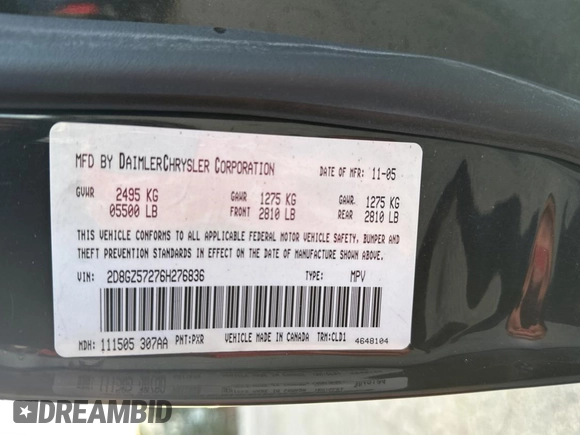 MFD BY DAIMLERCHRYSLER CORPORATION DATE OF MFR: 11-05
GVWR 2495 KG GAWR 1275 KG GAWR: 1275 KG
05500 LB FRONT 2810 LB REAR 2810 LB
THIS VEHICLE CONFORMS TO ALL APPLICABLE FEDERAL MOTOR VEHICLE SAFETY, BUMPER AND
THEFT PREVENTION STANDARDS IN EFFECT ON THE DATE OF MANUFACTURE SHOWN ABOVE.
VIN: 2D8GZ57276H276836 TYPE: MPV
MDH: 111505 307AA PNT:PXR VEHICLE MADE IN CANADA TRM:CLD1
4648104
DREAMBID